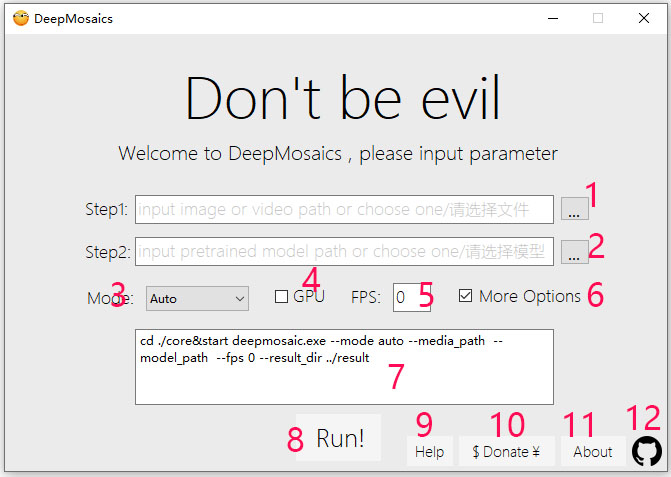 DeepMosaics
Don't be evil
Welcome to DeepMosaics , please input parameter
1
Step1: input image or video path or choose one/请选择文件 ...
2
Step2: input pretrained model path or choose one/请选择模型 ...
3 4 5 6
Mode: Auto GPU FPS: 0 More Options
cd ./core&start deepmosaic.exe --mode auto --media_path --
model_path --fps 0 --result_dir ../result
7
8 9 10 11 12
Run! Help $ Donate ¥ About